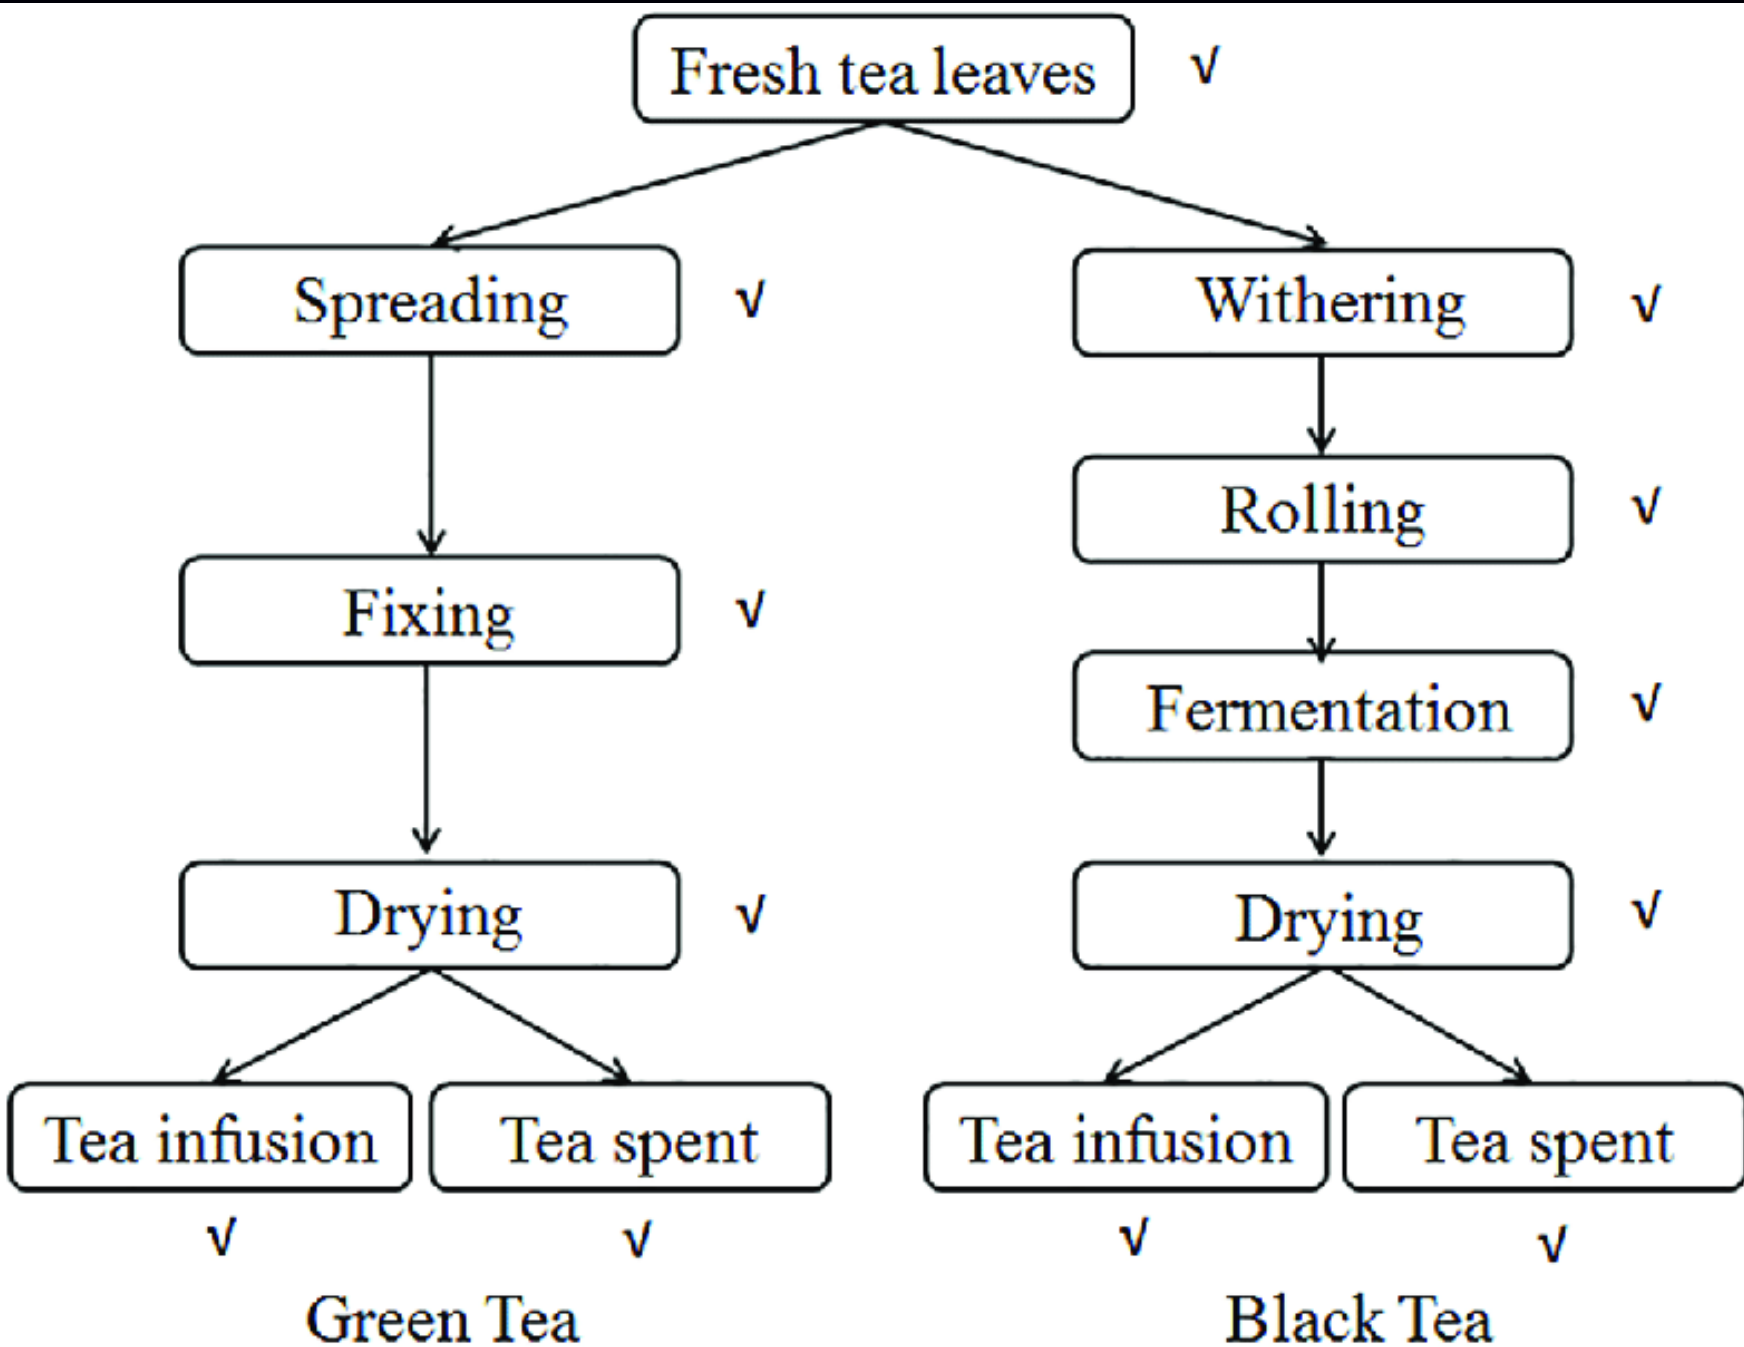 Fresh tea leaves √
Spreading √
Withering √
Rolling √
Fixing √
Fermentation √
Drying √
Drying √
Tea infusion
Tea spent
Tea infusion
Tea spent
√ √ √ √
Green Tea
Black Tea